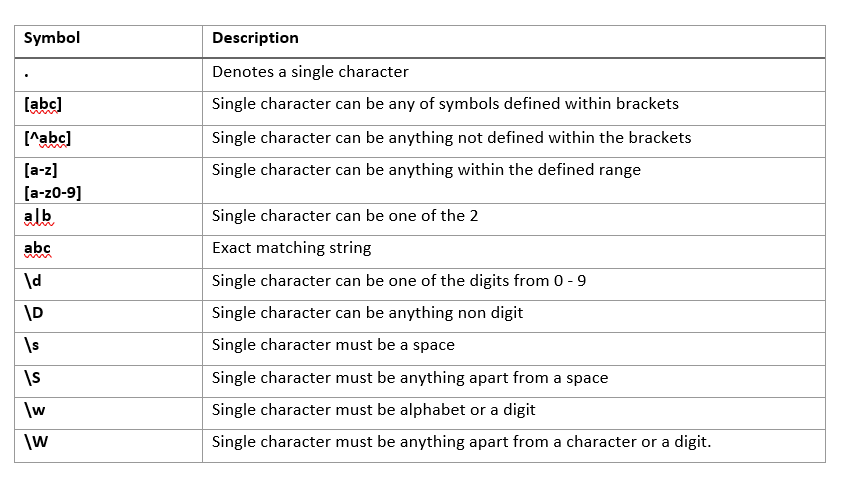 Symbol Description
. Denotes a single character
[abc] Single character can be any of symbols defined within brackets
[^abc] Single character can be anything not defined within the brackets
[a-z] Single character can be anything within the defined range
[a-z0-9]
a|b Single character can be one of the 2
abc Exact matching string
\d Single character can be one of the digits from 0 - 9
\D Single character can be anything non digit
\s Single character must be a space
\S Single character must be anything apart from a space
\w Single character must be alphabet or a digit
\W Single character must be anything apart from a character or a digit.